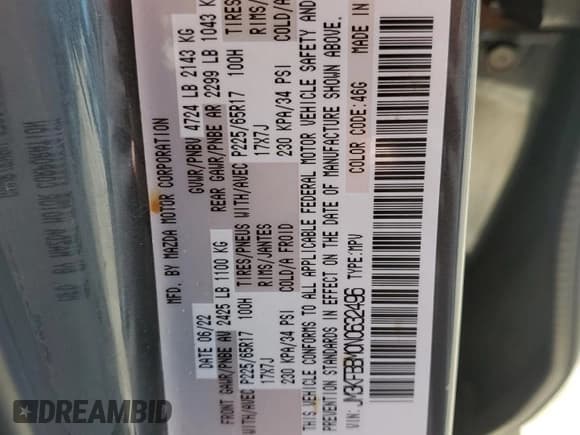 MFD. BY MAZDA MOTOR CORPORATION
DATE 06/22 GVWR/PNBV 4724 LB 2143 KG
FRONT GAWR/PNBE AV 2425 LB 1100 KG REAR GAWR/PNBE AR 2299 LB 1043 K
WITH/AVEC P225/65R17 100H TIRES/PNEUS WITH/AVEC P225/65R17 100H TIRES
17X7J RIMS/JANTES 17X7J RIMS/
230 KPA/34 PSI COLD/A FROID 230 KPA/34 PSI COLD/A
THIS VEHICLE CONFORMS TO ALL APPLICABLE FEDERAL MOTOR VEHICLE SAFETY AND
PREVENTION STANDARDS IN EFFECT ON THE DATE OF MANUFACTURE SHOWN ABOVE.
VIN: JM3KFBBM0N0632496 TYPE:MPV COLOR CODE:46G MADE IN
DREAMBID